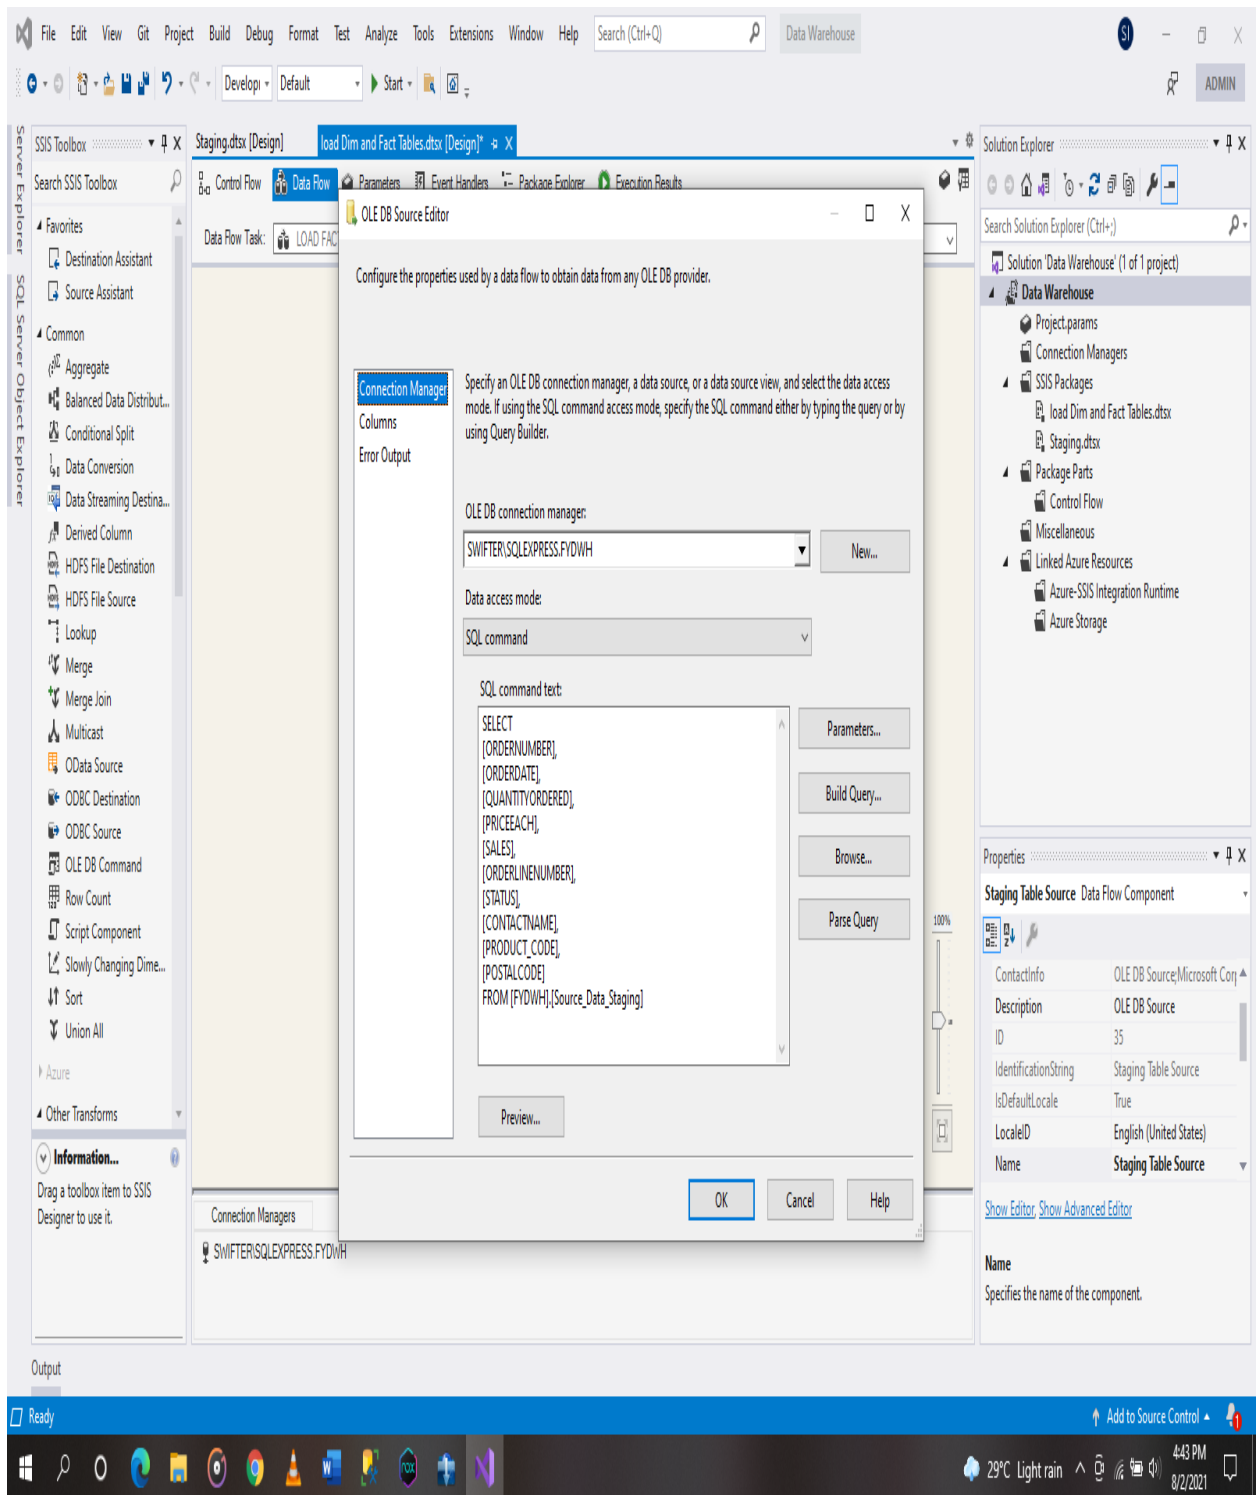 File Edit View Git Project Build Debug Format Test Analyze Tools Extensions Window Help Search (Ctrl+Q) Data Warehouse SI
Develop Default Start ADMIN
Server Explorer
SQL Server Object Explorer
SSIS Toolbox
Search SSIS Toolbox
Favorites
Destination Assistant
Source Assistant
Common
Aggregate
Balanced Data Distribut...
Conditional Split
Data Conversion
Data Streaming Destina...
Derived Column
HDFS File Destination
HDFS File Source
Lookup
Merge
Merge Join
Multicast
OData Source
ODBC Destination
ODBC Source
OLE DB Command
Row Count
Script Component
Slowly Changing Dime...
Sort
Union All
Azure
Other Transforms
Information...
Drag a toolbox item to SSIS
Designer to use it.
Staging.dtsx [Design] load Dim and Fact Tables.dtsx [Design]*
Control Flow Data Flow Parameters Event Handlers Package Explorer Execution Results
Data Flow Task: LOAD FAC
OLE DB Source Editor
Configure the properties used by a data flow to obtain data from any OLE DB provider.
Connection Manager
Columns
Error Output
Specify an OLE DB connection manager, a data source, or a data source view, and select the data access
mode. If using the SQL command access mode, specify the SQL command either by typing the query or by
using Query Builder.
OLE DB connection manager:
SWIFTER\SQLEXPRESS.FYDWH
New...
Data access mode:
SQL command
SQL command text:
SELECT
[ORDERNUMBER],
[ORDERDATE],
[QUANTITYORDERED],
[PRICEEACH],
[SALES],
[ORDERLINENUMBER],
[STATUS],
[CONTACTNAME],
[PRODUCT_CODE],
[POSTALCODE]
FROM [FYDWH].[Source_Data_Staging]
Parameters...
Build Query...
Browse...
Parse Query
Preview...
OK Cancel Help
100%
Connection Managers
SWIFTER\SQLEXPRESS.FYDWH
Solution Explorer
Search Solution Explorer (Ctrl+;)
Solution 'Data Warehouse' (1 of 1 project)
Data Warehouse
Project.params
Connection Managers
SSIS Packages
load Dim and Fact Tables.dtsx
Staging.dtsx
Package Parts
Control Flow
Miscellaneous
Linked Azure Resources
Azure-SSIS Integration Runtime
Azure Storage
Properties
Staging Table Source Data Flow Component
ContactInfo OLE DB Source;Microsoft Corp
Description OLE DB Source
ID 35
IdentificationString Staging Table Source
IsDefaultLocale True
LocaleID English (United States)
Name Staging Table Source
Show Editor, Show Advanced Editor
Name
Specifies the name of the component.
Output
Ready
Add to Source Control 1
29°C Light rain
4:43 PM
8/2/2021